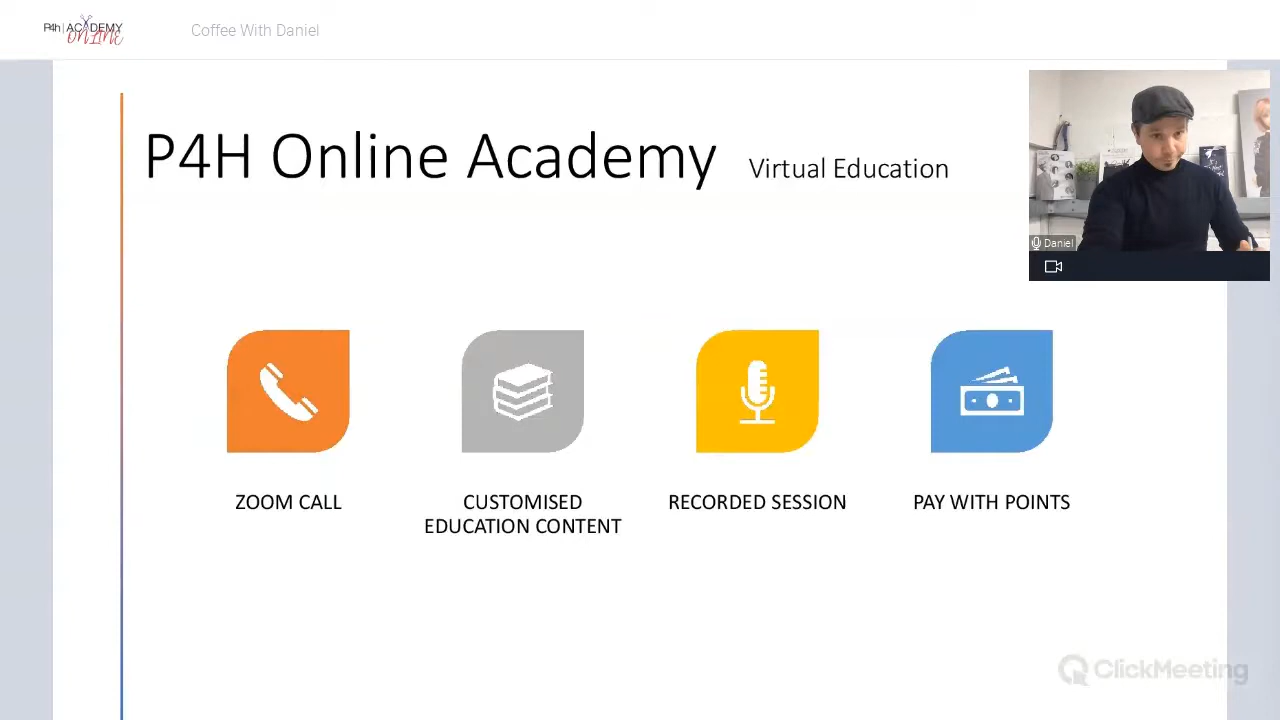 P4h | ACADEMY
ONLINE
Coffee With Daniel
P4H Online Academy Virtual Education
Daniel
ZOOM CALL
CUSTOMISED
EDUCATION CONTENT
RECORDED SESSION
PAY WITH POINTS
ClickMeeting